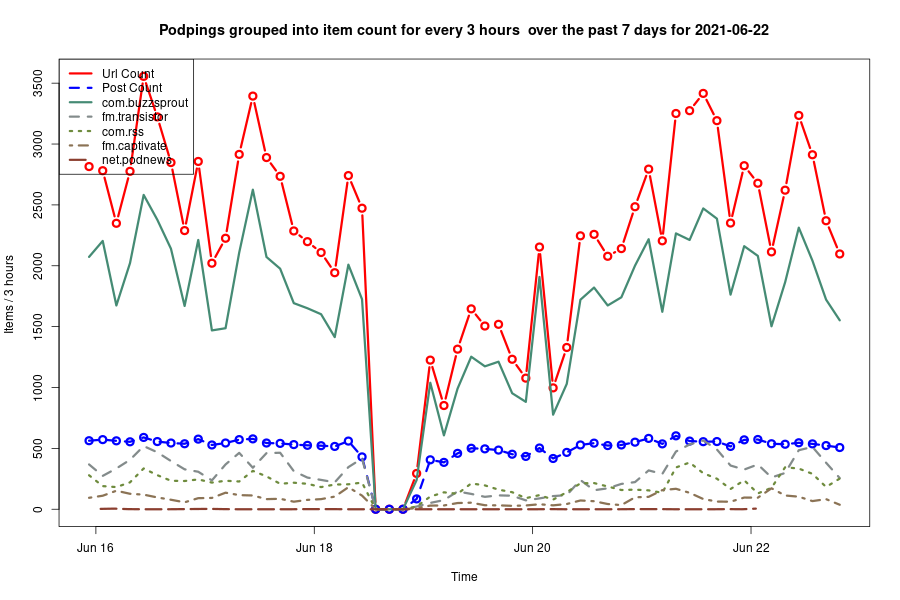 Podpings grouped into item count for every 3 hours  over the past 7 days for 2021-06-22
Url Count
Post Count
com.buzzsprout
fm.transistor
com.rss
fm.captivate
net.podnews
Items / 3 hours
3500
3000
2500
2000
1500
1000
500
0
Jun 16
Jun 18
Jun 20
Jun 22
Time